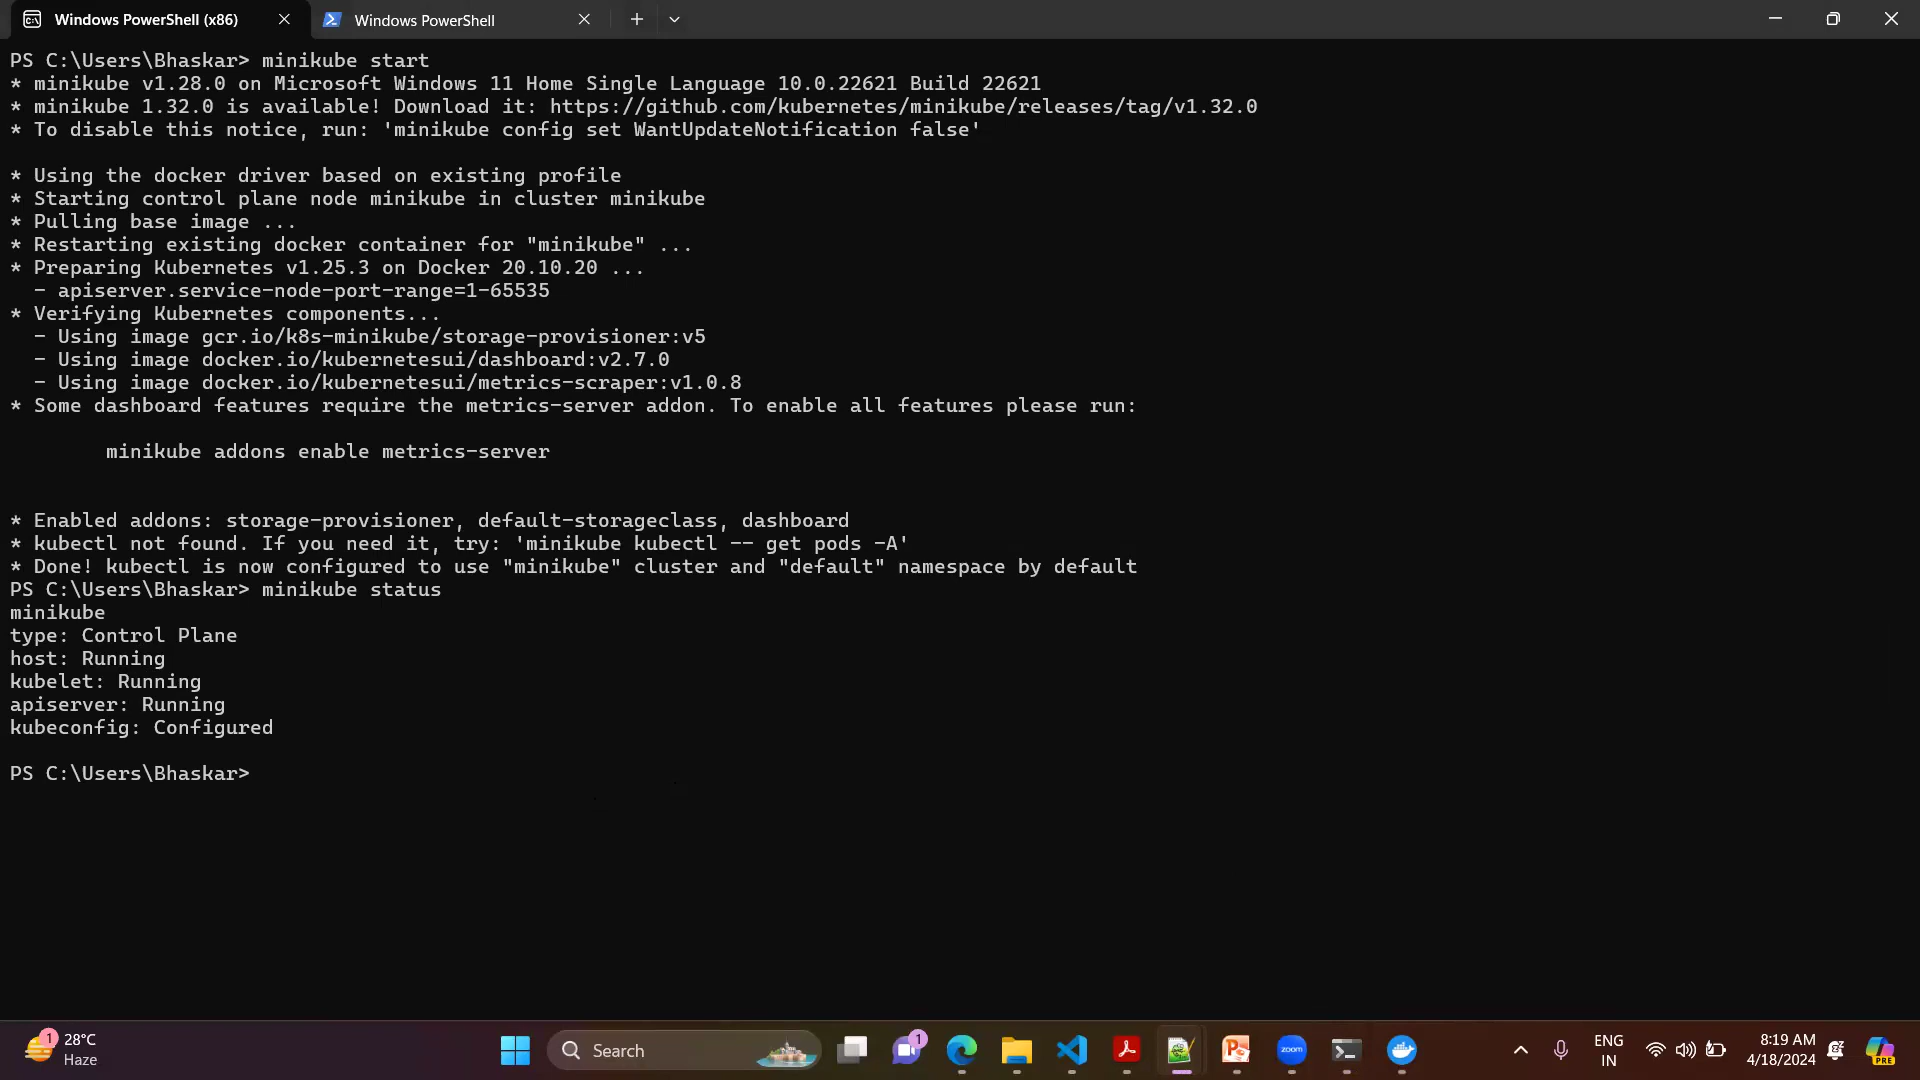 Windows PowerShell (x86)
Windows PowerShell
PS C:\Users\Bhaskar> minikube start
* minikube v1.28.0 on Microsoft Windows 11 Home Single Language 10.0.22621 Build 22621
* minikube 1.32.0 is available! Download it: https://github.com/kubernetes/minikube/releases/tag/v1.32.0
* To disable this notice, run: 'minikube config set WantUpdateNotification false'
* Using the docker driver based on existing profile
* Starting control plane node minikube in cluster minikube
* Pulling base image ...
* Restarting existing docker container for "minikube" ...
* Preparing Kubernetes v1.25.3 on Docker 20.10.20 ...
  - apiserver.service-node-port-range=1-65535
* Verifying Kubernetes components...
  - Using image gcr.io/k8s-minikube/storage-provisioner:v5
  - Using image docker.io/kubernetesui/dashboard:v2.7.0
  - Using image docker.io/kubernetesui/metrics-scraper:v1.0.8
* Some dashboard features require the metrics-server addon. To enable all features please run:
        minikube addons enable metrics-server
* Enabled addons: storage-provisioner, default-storageclass, dashboard
* kubectl not found. If you need it, try: 'minikube kubectl -- get pods -A'
* Done! kubectl is now configured to use "minikube" cluster and "default" namespace by default
PS C:\Users\Bhaskar> minikube status
minikube
type: Control Plane
host: Running
kubelet: Running
apiserver: Running
kubeconfig: Configured
PS C:\Users\Bhaskar>
1
28°C
Haze
Search
1
zoom
ENG
IN
8:19 AM
4/18/2024
PRE